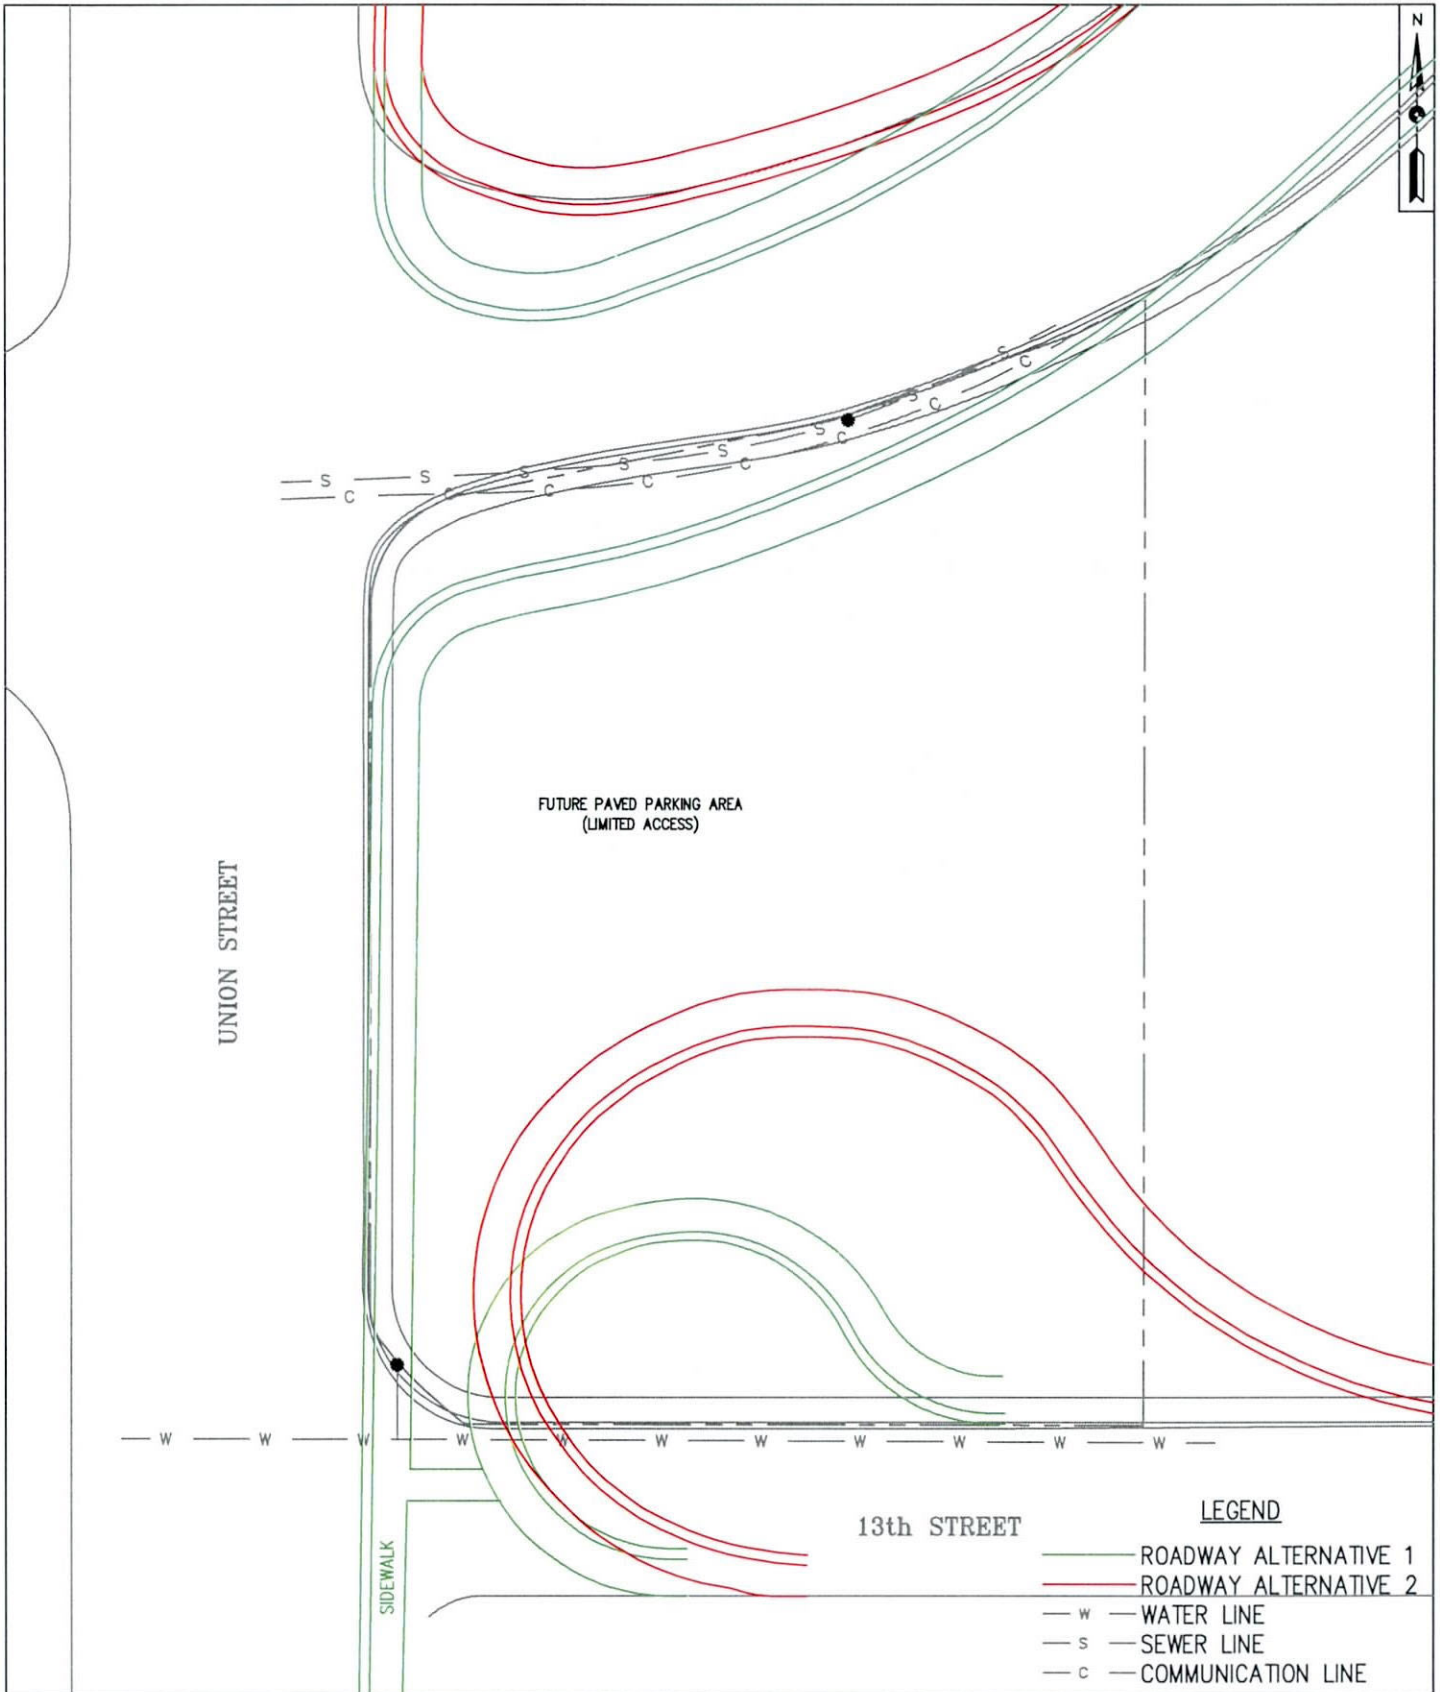 N
S S S S S S S S
C C C C C C C C
FUTURE PAVED PARKING AREA
(LIMITED ACCESS)
UNION STREET
W W W W W W W W W W W
13th STREET
SIDEWALK
LEGEND
ROADWAY ALTERNATIVE 1
ROADWAY ALTERNATIVE 2
W WATER LINE
S SEWER LINE
C COMMUNICATION LINE